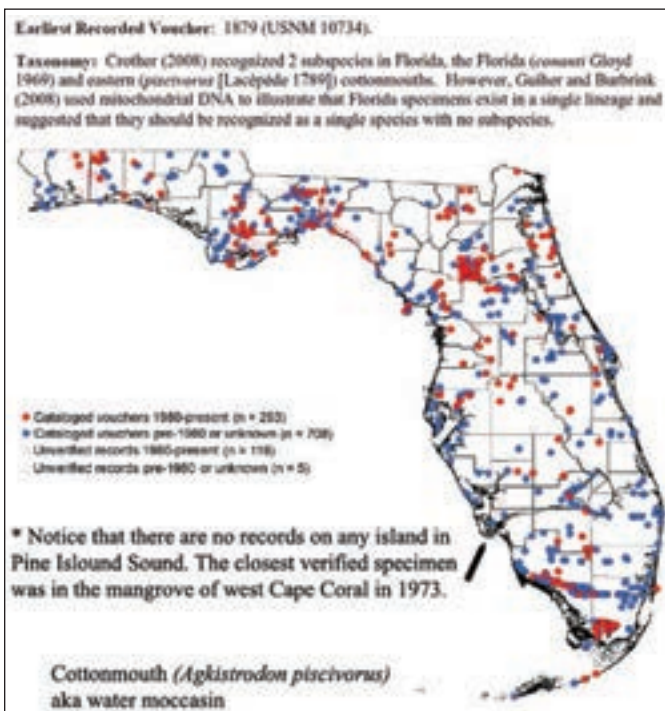 Earliest Recorded Voucher: 1879 (USNM 10734).
Taxonomy: Crother (2008) recognized 2 subspecies in Florida, the Florida (conanti Gloyd
1969) and eastern (piscivorus [Lacépède 1789]) cottonmouths. However, Guiher and Burbrink
(2008) used mitochondrial DNA to illustrate that Florida specimens exist in a single lineage and
suggested that they should be recognized as a single species with no subspecies.
Cataloged vouchers 1980-present (n = 253)
Cataloged vouchers pre-1980 or unknown (n = 708)
Unverified records 1980-present (n = 118)
Unverified records pre-1980 or unknown (n = 5)
* Notice that there are no records on any island in
Pine Islound Sound. The closest verified specimen
was in the mangrove of west Cape Coral in 1973.
Cottonmouth (Agkistrodon piscivorus)
aka water moccasin